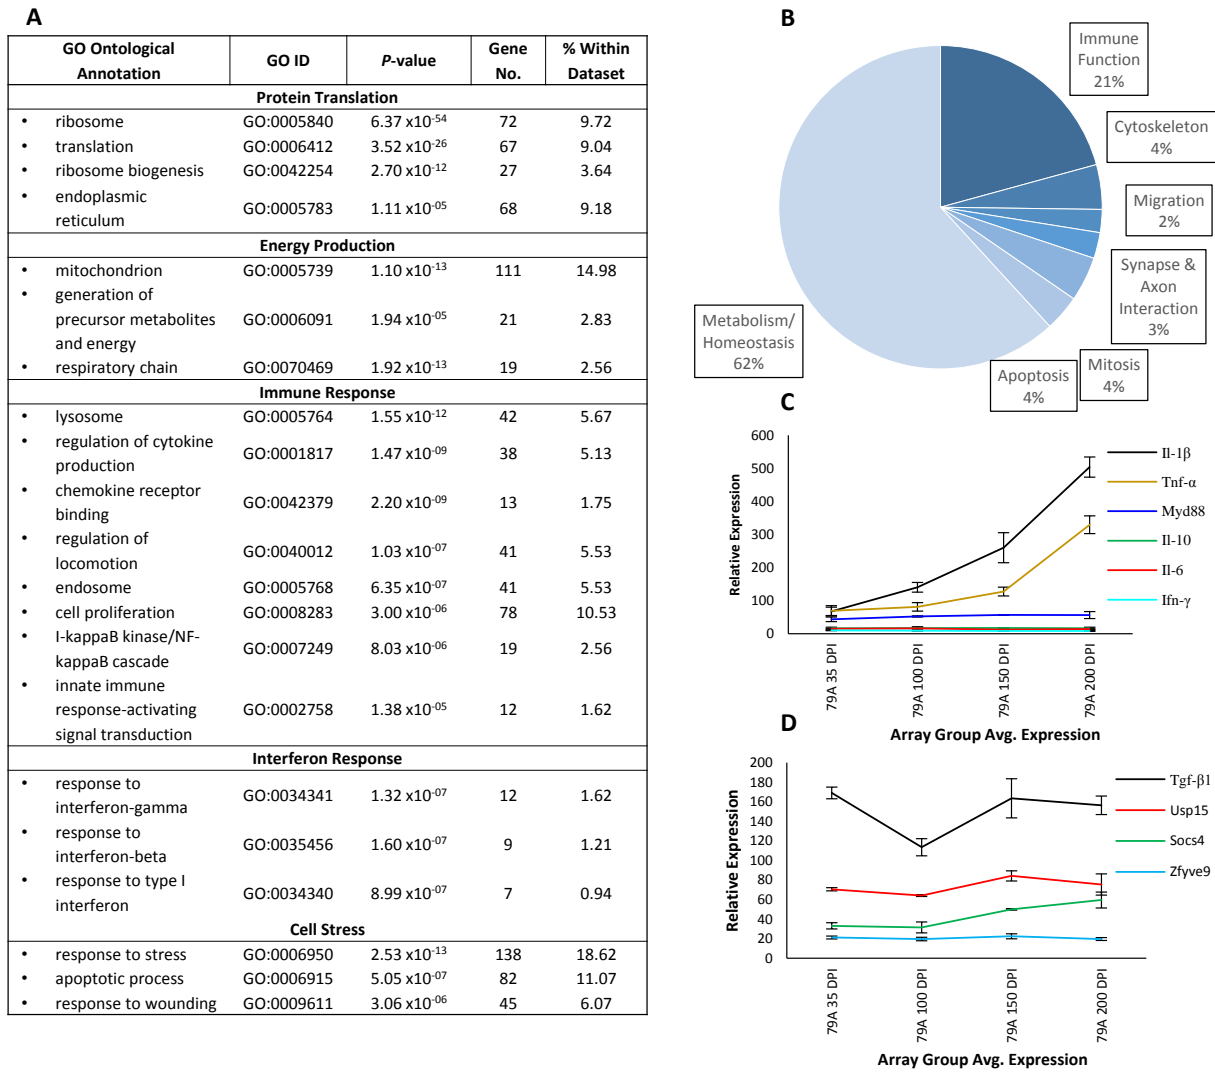 A
GO Ontological Annotation | GO ID | P-value | Gene No. | % Within Dataset
Protein Translation
• ribosome GO:0005840 6.37 x10⁻⁵⁴ 72 9.72
• translation GO:0006412 3.52 x10⁻²⁶ 67 9.04
• ribosome biogenesis GO:0042254 2.70 x10⁻¹² 27 3.64
• endoplasmic reticulum GO:0005783 1.11 x10⁻⁰⁵ 68 9.18
Energy Production
• mitochondrion GO:0005739 1.10 x10⁻¹³ 111 14.98
• generation of precursor metabolites and energy GO:0006091 1.94 x10⁻⁰⁵ 21 2.83
• respiratory chain GO:0070469 1.92 x10⁻¹³ 19 2.56
Immune Response
• lysosome GO:0005764 1.55 x10⁻¹² 42 5.67
• regulation of cytokine production GO:0001817 1.47 x10⁻⁰⁹ 38 5.13
• chemokine receptor binding GO:0042379 2.20 x10⁻⁰⁹ 13 1.75
• regulation of locomotion GO:0040012 1.03 x10⁻⁰⁷ 41 5.53
• endosome GO:0005768 6.35 x10⁻⁰⁷ 41 5.53
• cell proliferation GO:0008283 3.00 x10⁻⁰⁶ 78 10.53
• I-kappaB kinase/NF-kappaB cascade GO:0007249 8.03 x10⁻⁰⁶ 19 2.56
• innate immune response-activating signal transduction GO:0002758 1.38 x10⁻⁰⁵ 12 1.62
Interferon Response
• response to interferon-gamma GO:0034341 1.32 x10⁻⁰⁷ 12 1.62
• response to interferon-beta GO:0035456 1.60 x10⁻⁰⁷ 9 1.21
• response to type I interferon GO:0034340 8.99 x10⁻⁰⁷ 7 0.94
Cell Stress
• response to stress GO:0006950 2.53 x10⁻¹³ 138 18.62
• apoptotic process GO:0006915 5.05 x10⁻⁰⁷ 82 11.07
• response to wounding GO:0009611 3.06 x10⁻⁰⁶ 45 6.07
B
Immune
Function
21%
Cytoskeleton
4%
Migration
2%
Synapse &
Axon
Interaction
3%
Mitosis
4%
Apoptosis
4%
Metabolism/
Homeostasis
62%
C
Relative Expression
600
500
400
300
200
100
0
79A 35 DPI
79A 100 DPI
79A 150 DPI
79A 200 DPI
Array Group Avg. Expression
Il-1β
Tnf-α
Myd88
Il-10
Il-6
Ifn-γ
D
Relative Expression
200
180
160
140
120
100
80
60
40
20
0
79A 35 DPI
79A 100 DPI
79A 150 DPI
79A 200 DPI
Array Group Avg. Expression
Tgf-β1
Usp15
Socs4
Zfyve9